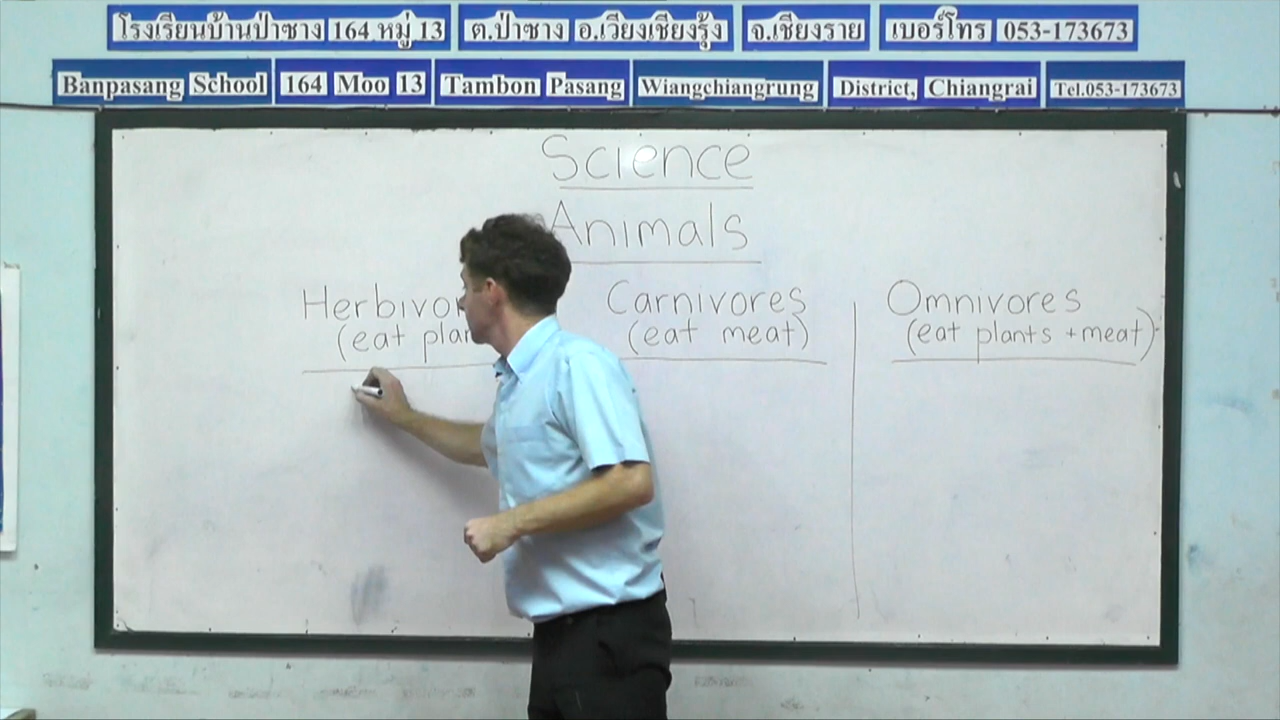 โรงเรียนบ้านป่าซาง 164 หมู่ 13 ต.ป่าซาง อ.เวียงเชียงรุ้ง จ.เชียงราย เบอร์โทร 053-173673
Banpasang School 164 Moo 13 Tambon Pasang Wiangchiangrung District, Chiangrai Tel.053-173673
Science
Animals
Herbivor Carnivores Omnivores
(eat plan (eat meat) (eat plants + meat)